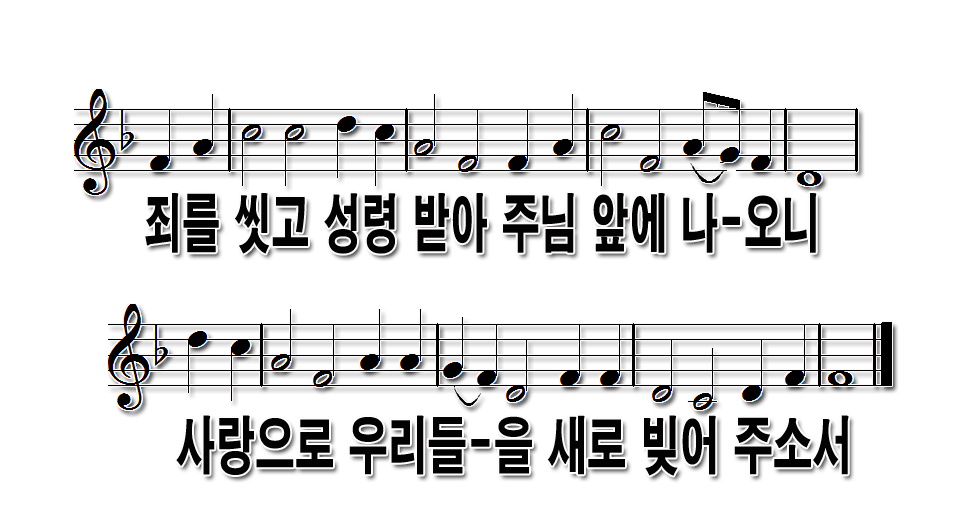 죄를 씻고 성령 받아 주님 앞에 나-오니
사랑으로 우리들-을 새로 빚어 주소서